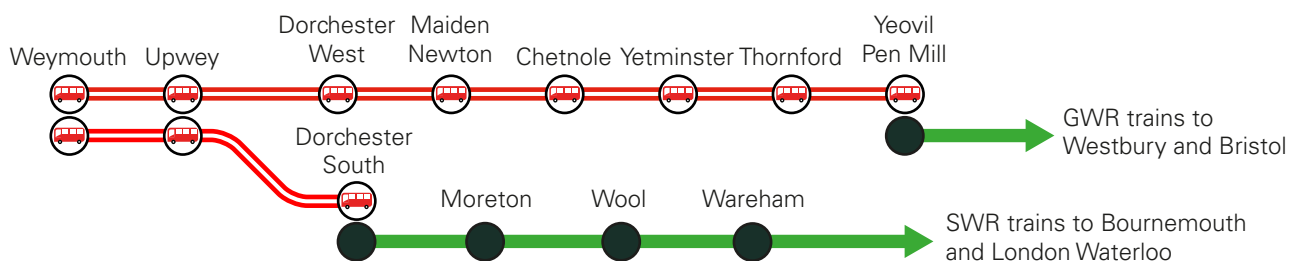 Weymouth
Upwey
Dorchester
West
Maiden
Newton
Chetnole
Yetminster
Thornford
Yeovil
Pen Mill
GWR trains to
Westbury and Bristol
Dorchester
South
Moreton
Wool
Wareham
SWR trains to Bournemouth
and London Waterloo